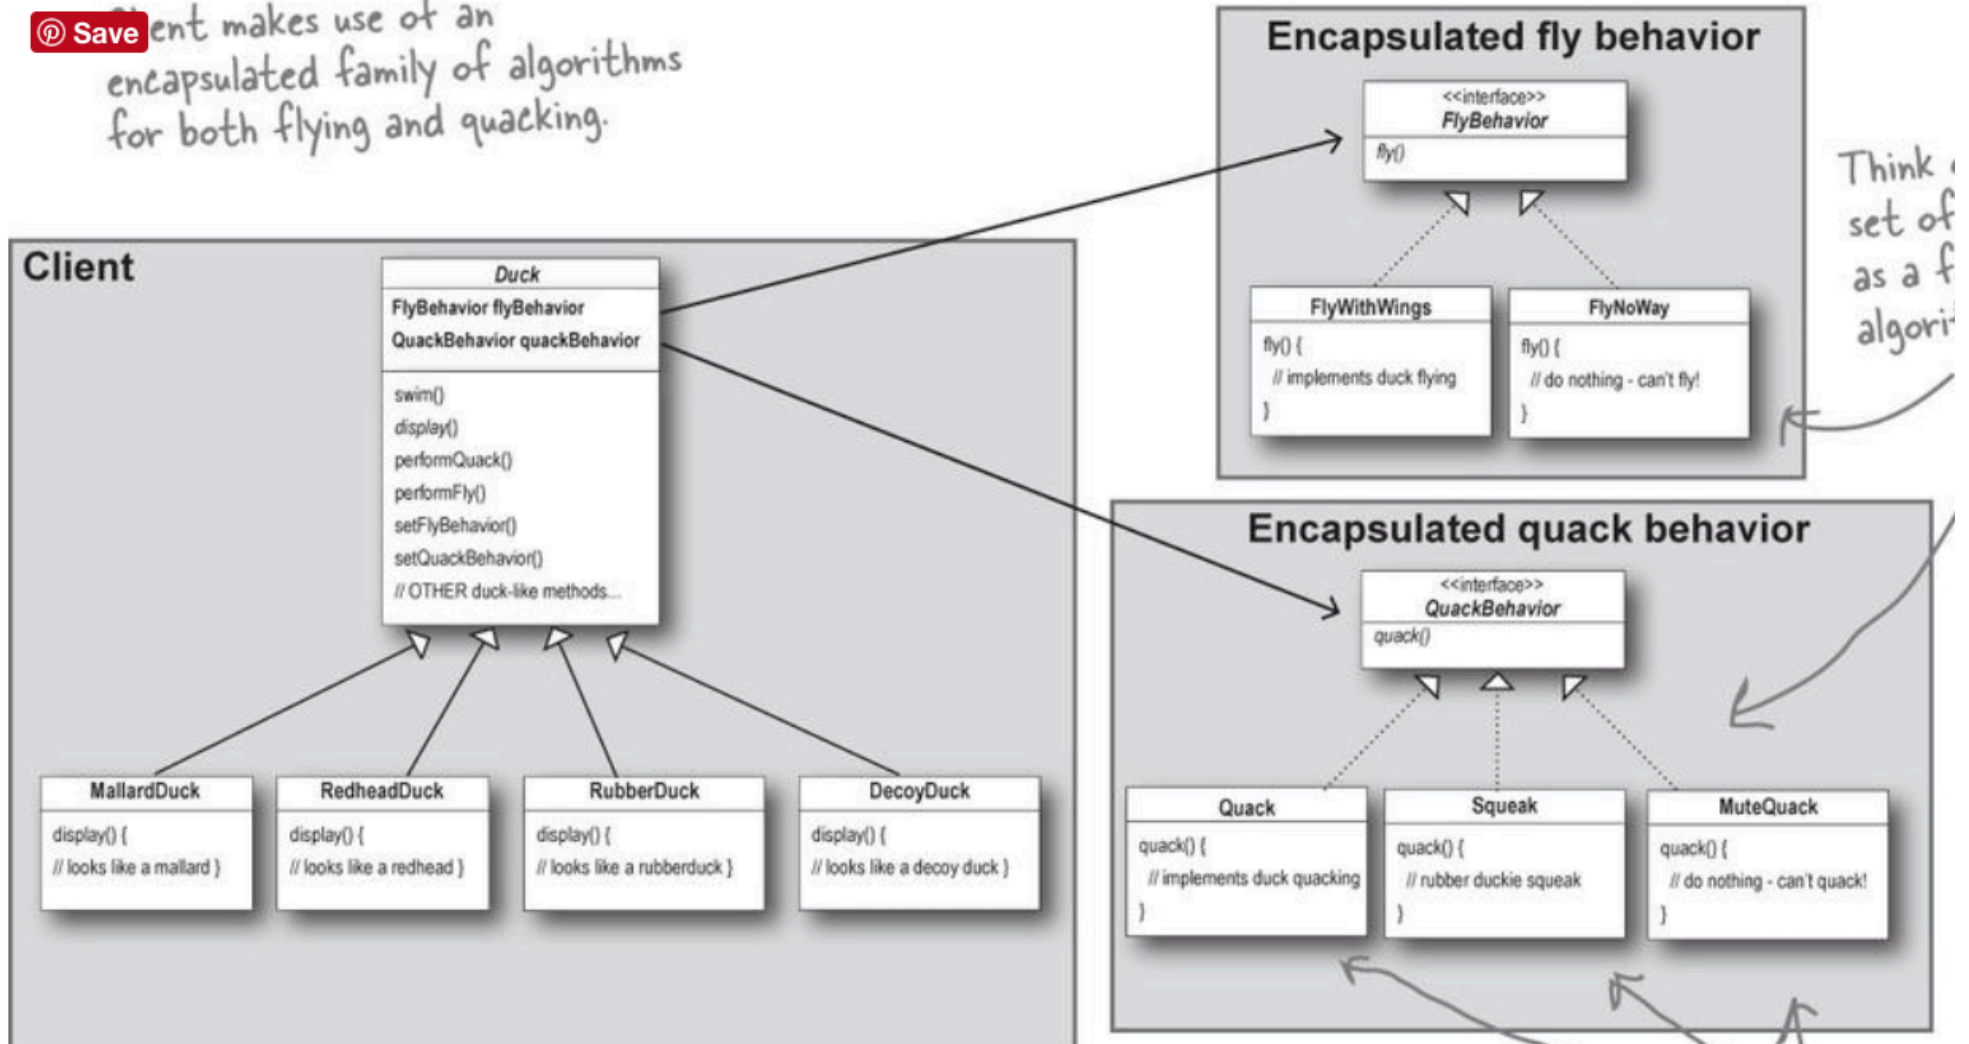 Save
ent makes use of an
encapsulated family of algorithms
for both flying and quacking.
Client
Duck
FlyBehavior flyBehavior
QuackBehavior quackBehavior
swim()
display()
performQuack()
performFly()
setFlyBehavior()
setQuackBehavior()
// OTHER duck-like methods...
MallardDuck
display() {
// looks like a mallard }
RedheadDuck
display() {
// looks like a redhead }
RubberDuck
display() {
// looks like a rubberduck }
DecoyDuck
display() {
// looks like a decoy duck }
Encapsulated fly behavior
<<interface>>
FlyBehavior
fly()
FlyWithWings
fly() {
// implements duck flying
}
FlyNoWay
fly() {
// do nothing - can't fly!
}
Think
set of
as a f
algorit
Encapsulated quack behavior
<<interface>>
QuackBehavior
quack()
Quack
quack() {
// implements duck quacking
}
Squeak
quack() {
// rubber duckie squeak
}
MuteQuack
quack() {
// do nothing - can't quack!
}